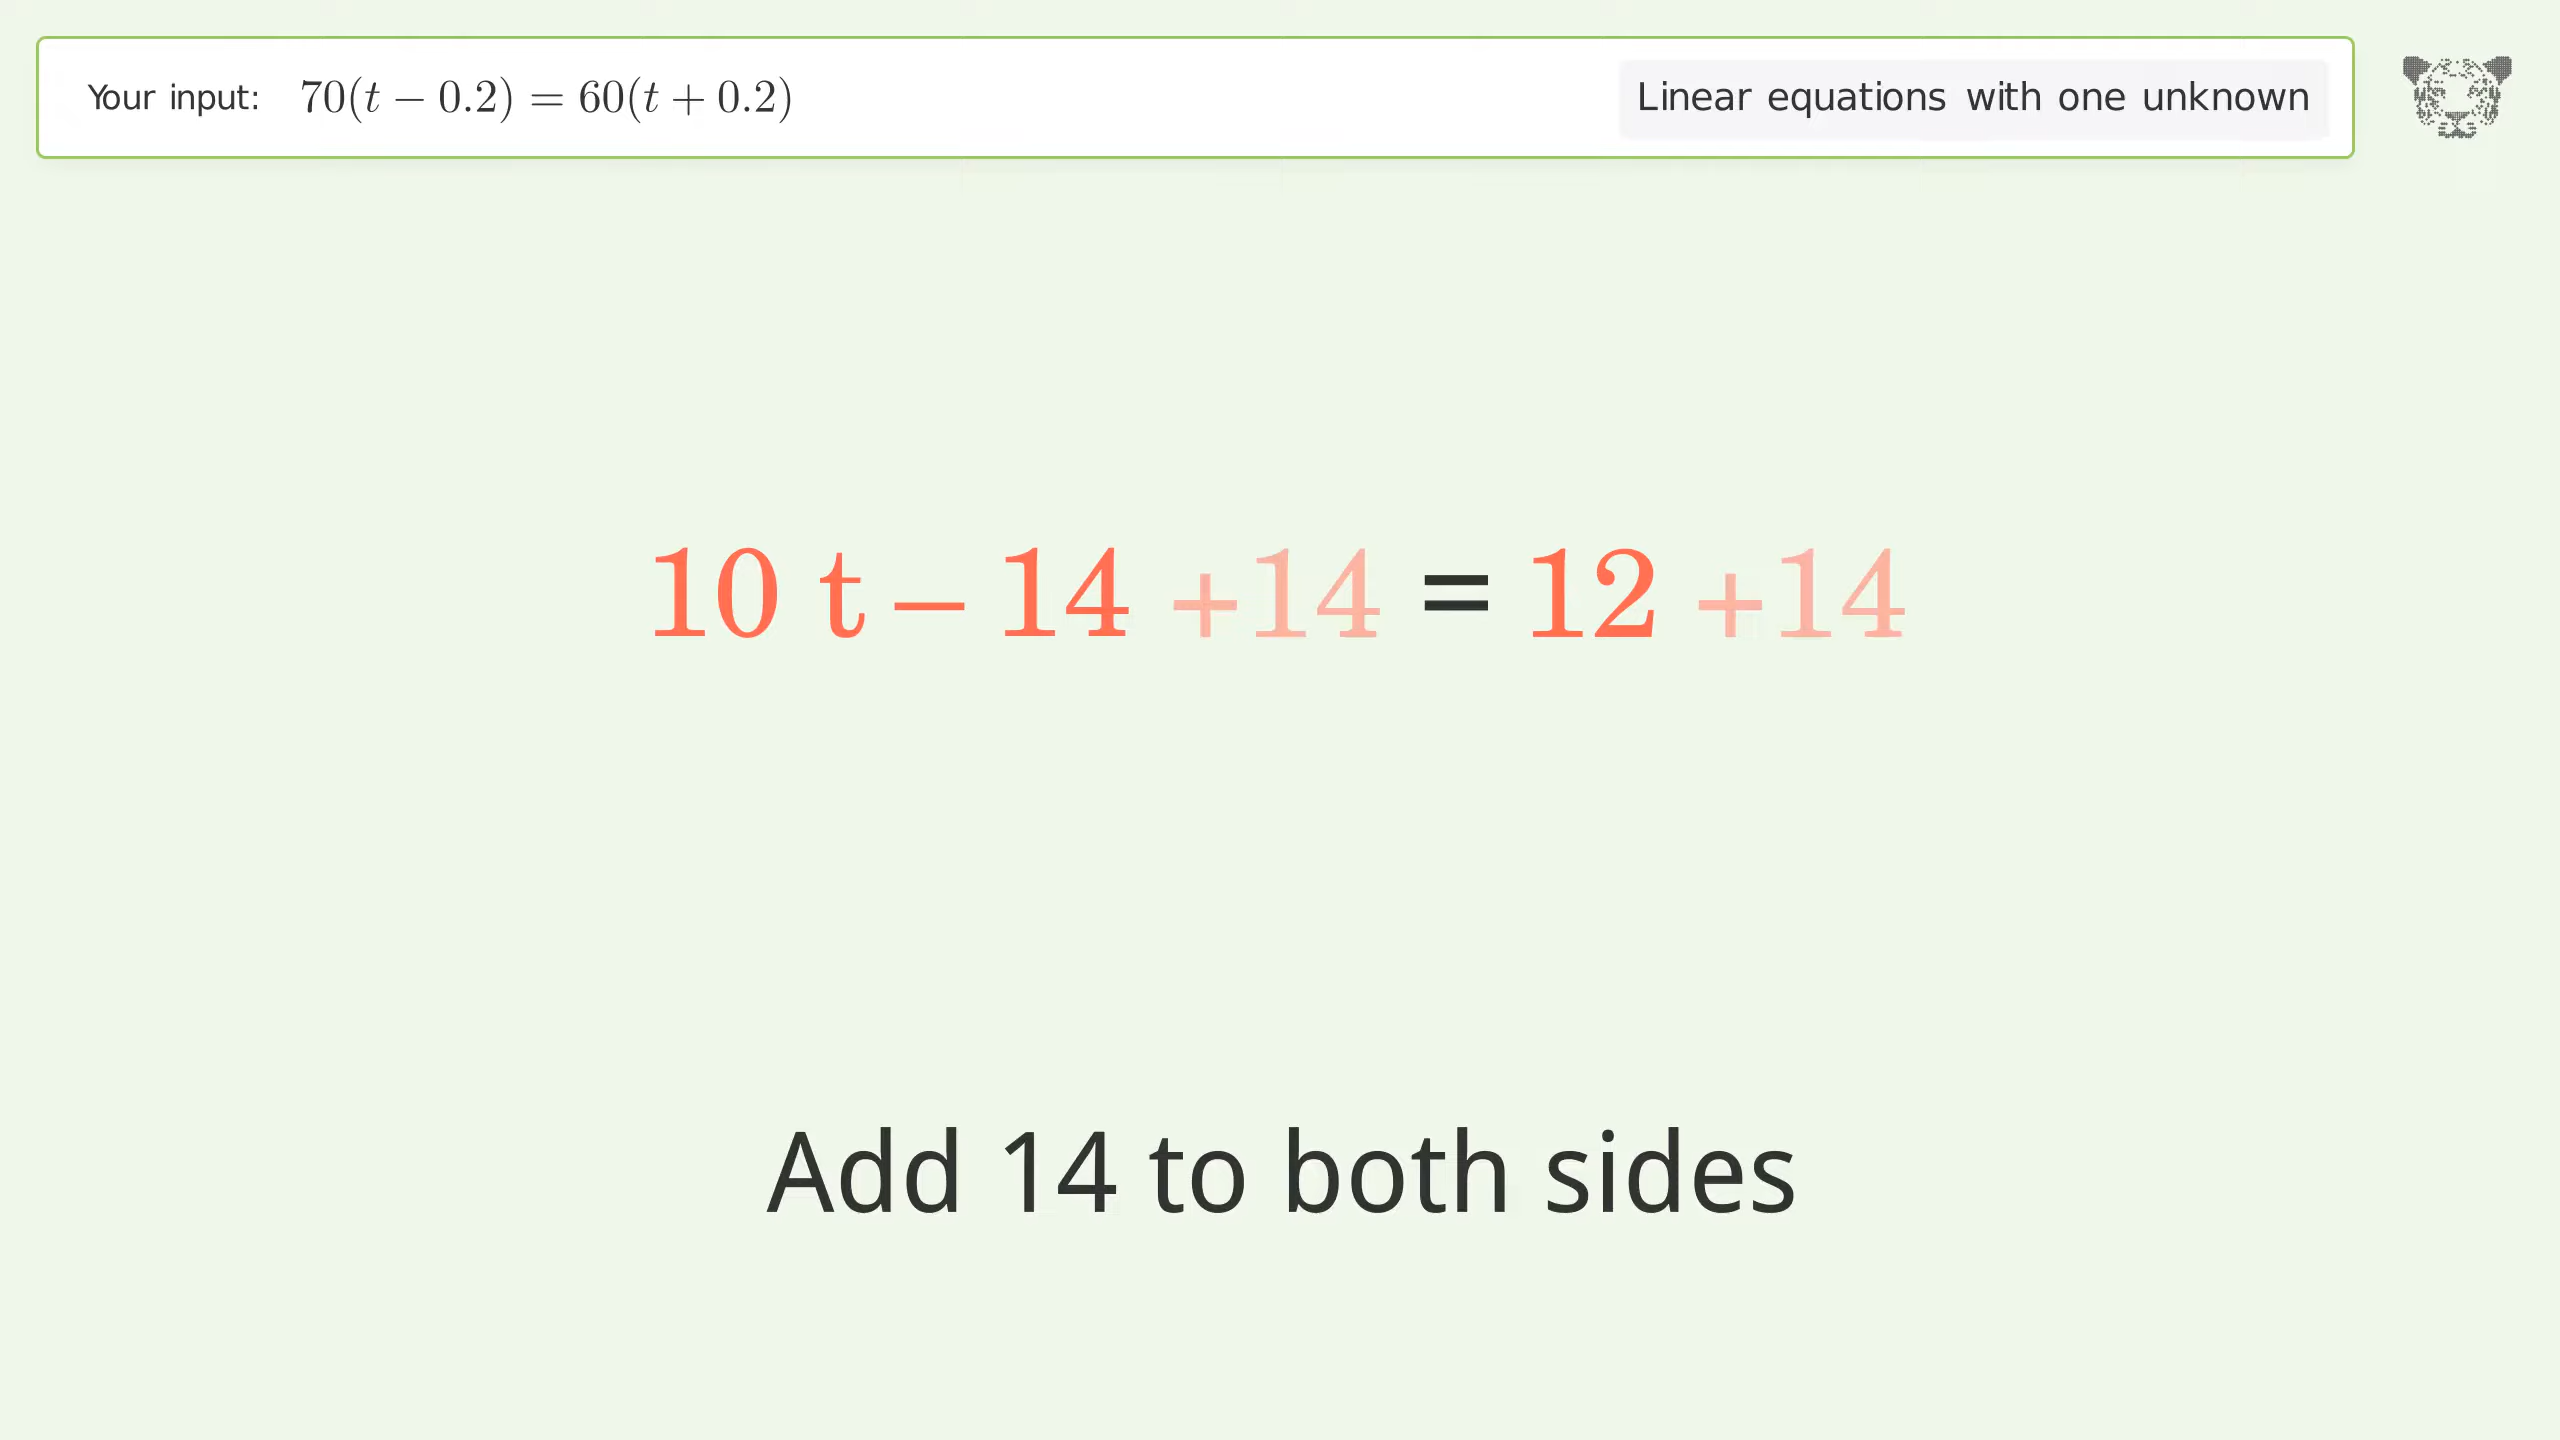 Your input: 70(t − 0.2) = 60(t + 0.2) Linear equations with one unknown
10 t − 14 +14 = 12 +14
Add 14 to both sides